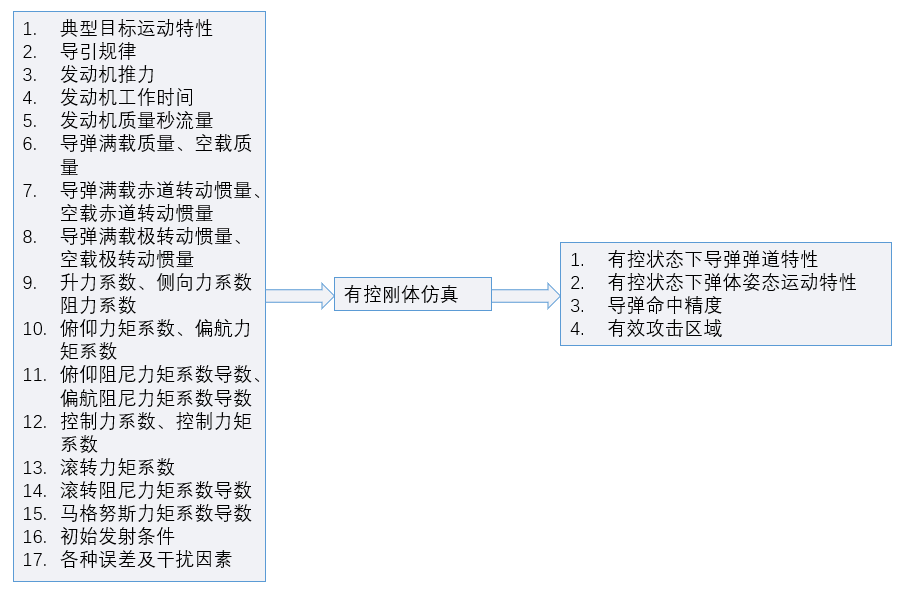 1. 典型目标运动特性
2. 导引规律
3. 发动机推力
4. 发动机工作时间
5. 发动机质量秒流量
6. 导弹满载质量、空载质
量
7. 导弹满载赤道转动惯量、
空载赤道转动惯量
8. 导弹满载极转动惯量、
空载极转动惯量
9. 升力系数、侧向力系数
阻力系数
10. 俯仰力矩系数、偏航力
矩系数
11. 俯仰阻尼力矩系数导数、
偏航阻尼力矩系数导数
12. 控制力系数、控制力矩
系数
13. 滚转力矩系数
14. 滚转阻尼力矩系数导数
15. 马格努斯力矩系数导数
16. 初始发射条件
17. 各种误差及干扰因素
有控刚体仿真
1. 有控状态下导弹弹道特性
2. 有控状态下弹体姿态运动特性
3. 导弹命中精度
4. 有效攻击区域